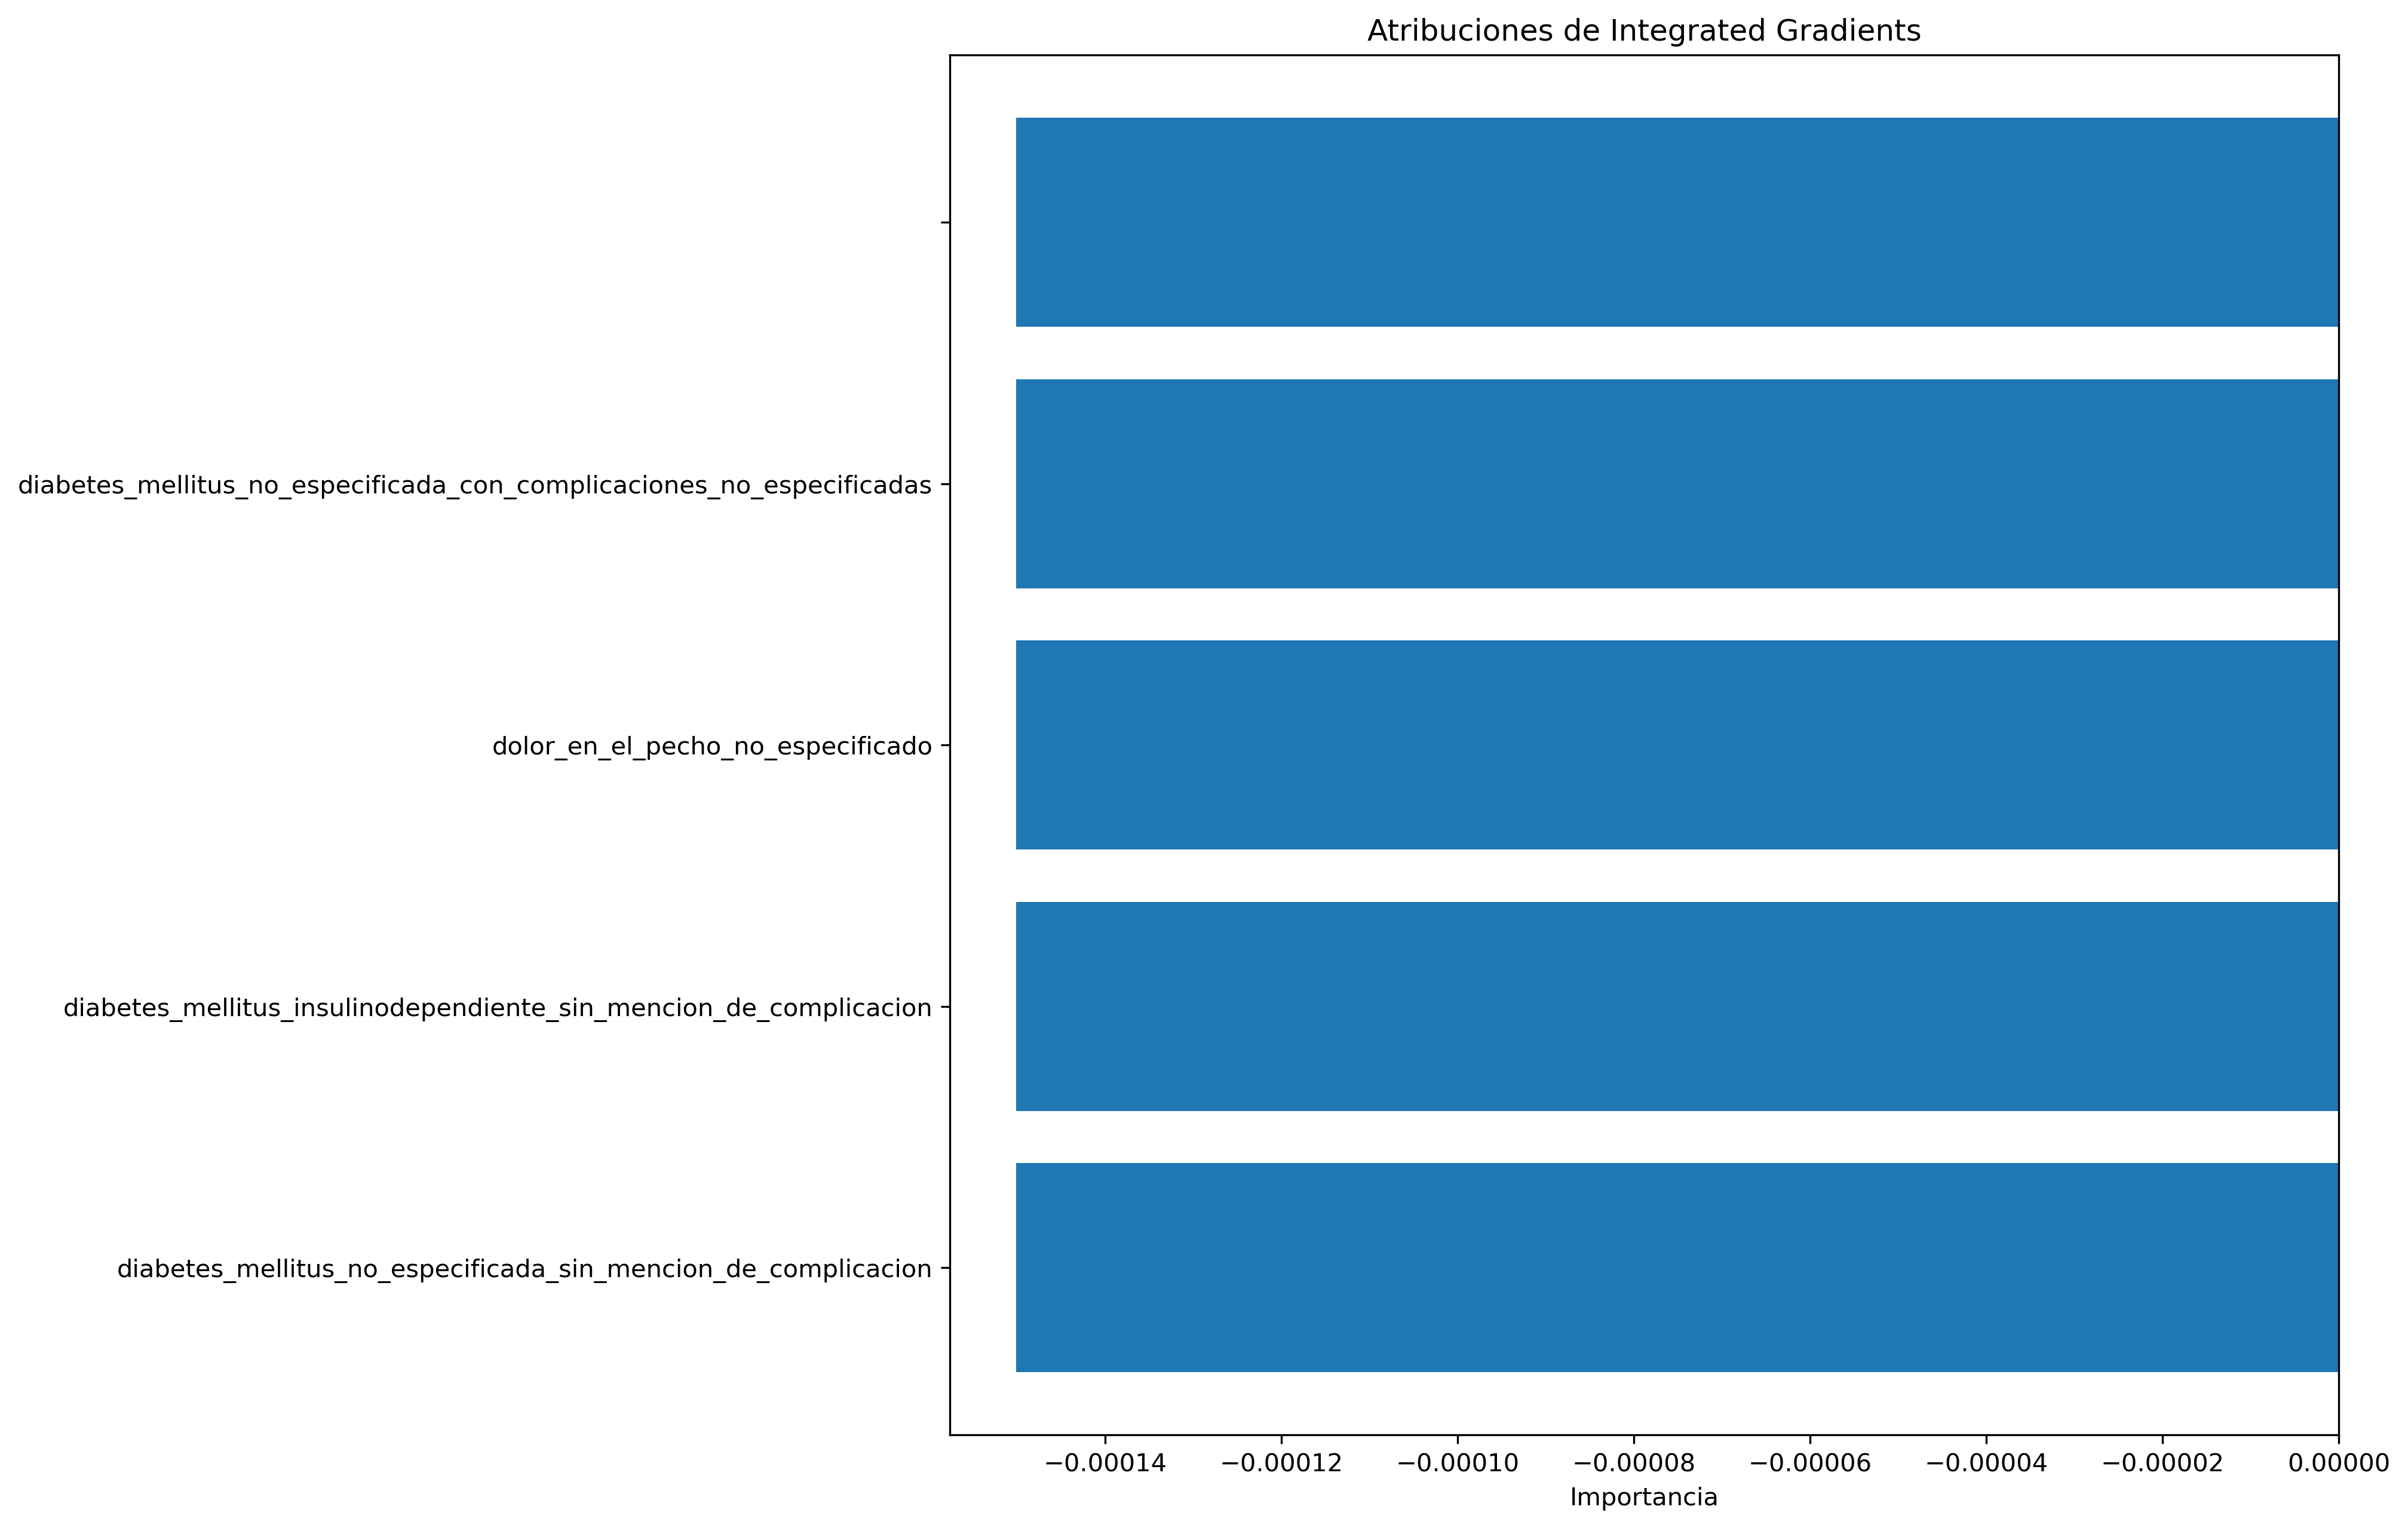 Atribuciones de Integrated Gradients
diabetes_mellitus_no_especificada_con_complicaciones_no_especificadas
dolor_en_el_pecho_no_especificado
diabetes_mellitus_insulinodependiente_sin_mencion_de_complicacion
diabetes_mellitus_no_especificada_sin_mencion_de_complicacion
−0.00014 −0.00012 −0.00010 −0.00008 −0.00006 −0.00004 −0.00002 0.00000
Importancia